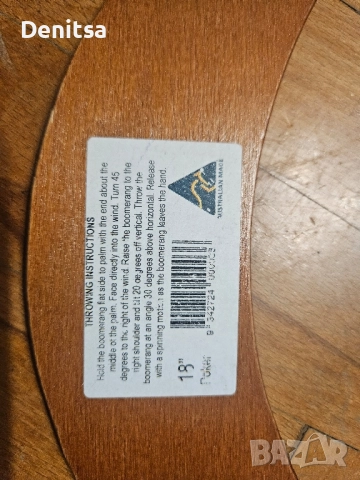 Denitsa
THROWING INSTRUCTIONS
Hold the boomerang flat side to palm with the end about the
middle of the palm. Face directly into the wind. Turn 45
degrees to the right of the wind. Raise the boomerang to the
right shoulder and tilt 20 degrees off vertical. Throw the
boomerang at an angle 30 degrees above horizontal. Release
with a spinning motion as the boomerang leaves the hand.
AUSTRALIAN MADE
18"
BAZAR
bg